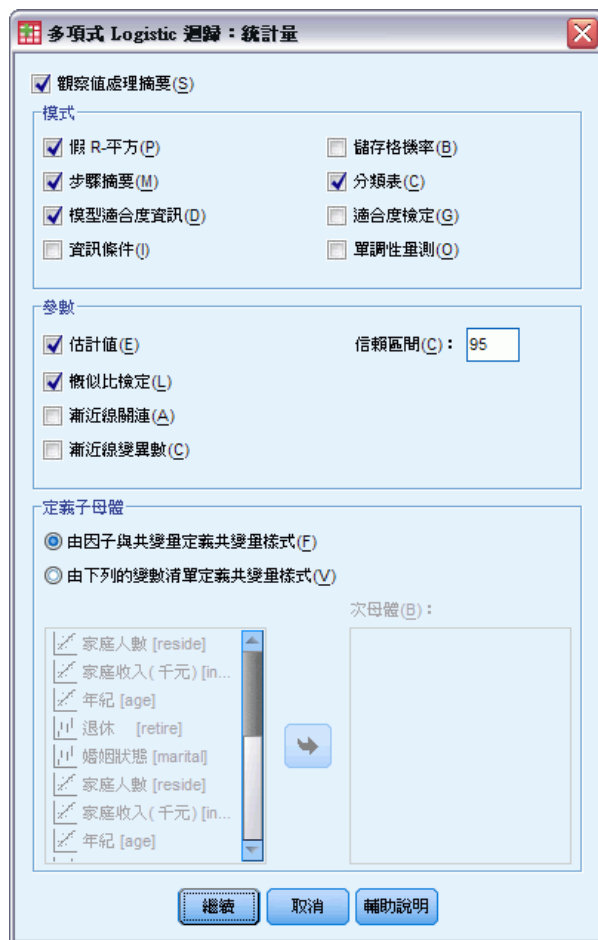 多項式 Logistic 迴歸：統計量
觀察值處理摘要(S)
模式
假 R-平方(P)
儲存格機率(B)
步驟摘要(M)
分類表(C)
模型適合度資訊(D)
適合度檢定(G)
資訊條件(I)
單調性量測(O)
參數
估計值(E)
信賴區間(C)：
95
概似比檢定(L)
漸近線關連(A)
漸近線變異數(C)
定義子母體
由因子與共變量定義共變量樣式(F)
由下列的變數清單定義共變量樣式(V)
次母體(B)：
家庭人數 [reside]
家庭收入(千元) [in...
年紀 [age]
退休 [retire]
婚姻狀態 [marital]
家庭人數 [reside]
家庭收入(千元) [in...
年紀 [age]
繼續
取消
輔助說明